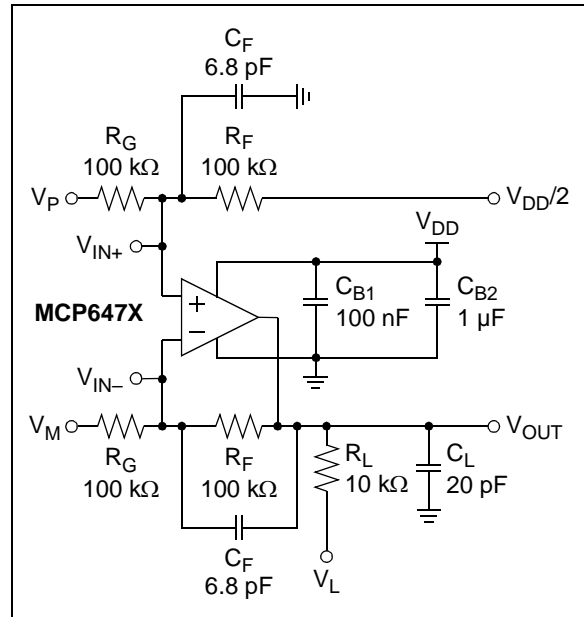 C_F
6.8 pF
R_G
100 kΩ
R_F
100 kΩ
V_P
V_DD/2
V_DD
V_IN+
MCP647X
+
−
C_B1
100 nF
C_B2
1 µF
V_IN−
V_M
V_OUT
R_G
100 kΩ
R_F
100 kΩ
R_L
10 kΩ
C_L
20 pF
C_F
6.8 pF
V_L